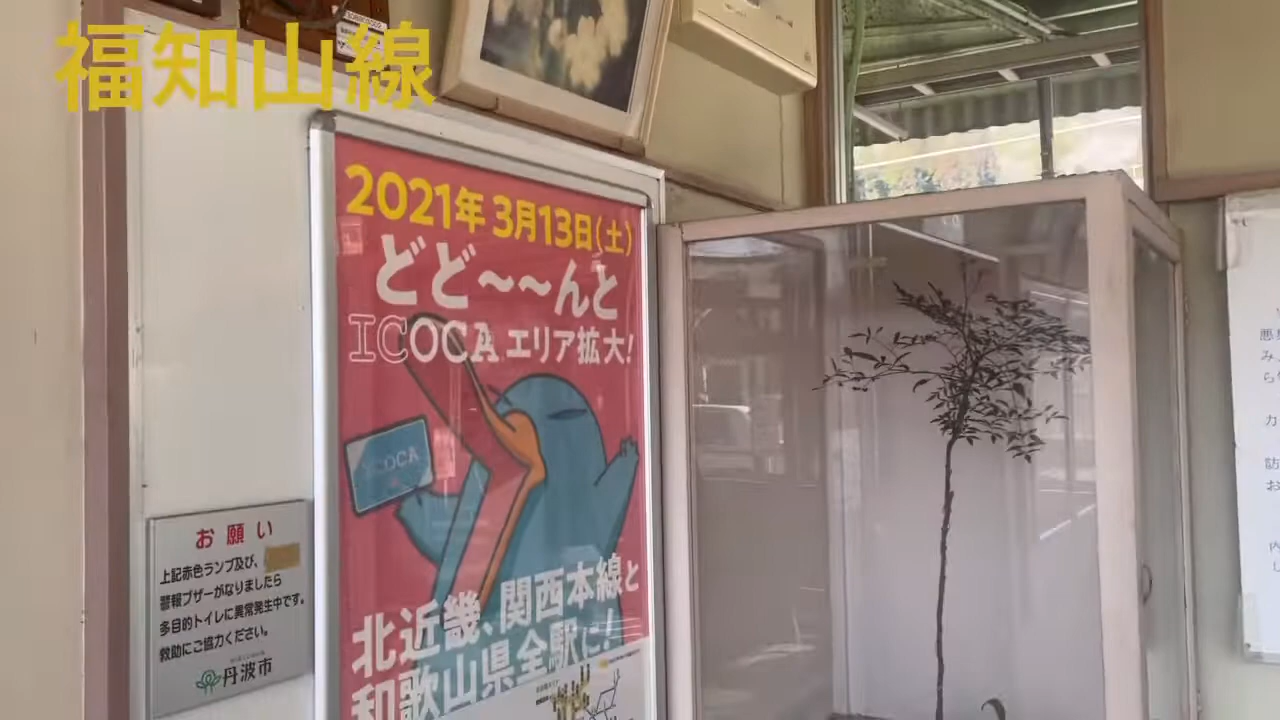 福知山線
2021年 3月13日(土)
どど～～んと
ICOCAエリア拡大!
ICOCA
北近畿、関西本線と
和歌山県全駅に!
お願い
上記赤色ランプ及び、
警報ブザーがなりましたら
多目的トイレに異常発生中です。
救助にご協力ください。
丹波市